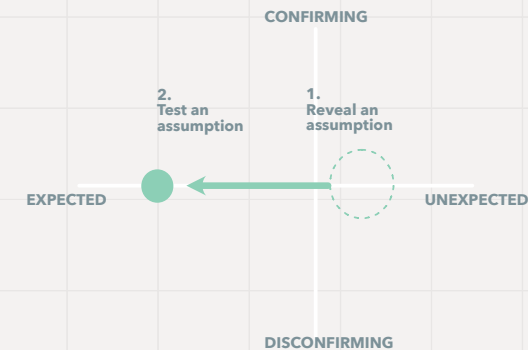 CONFIRMING
2.
Test an
assumption
1.
Reveal an
assumption
EXPECTED
UNEXPECTED
DISCONFIRMING